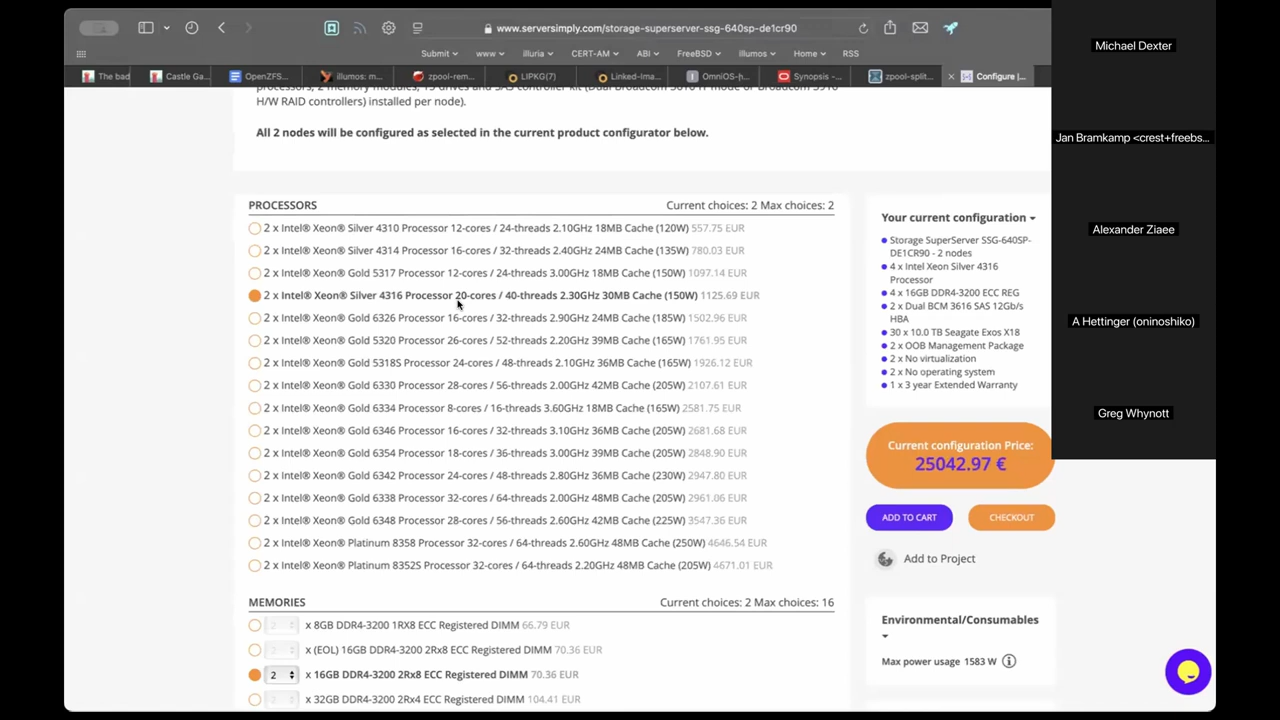 www.serversimply.com/storage-superserver-ssg-640sp-de1cr90
Submit www illuria CERT-AM ABI FreeBSD illumos Home RSS
The bad Castle Ga... OpenZFS... illumos: m... zpool-rem... LIPKG(7) Linked-Ima... Synopsis -... zpool-split... Configure |...
H/W RAID controllers) installed per node).
All 2 nodes will be configured as selected in the current product configurator below.
PROCESSORS Current choices: 2 Max choices: 2
2 x Intel® Xeon® Silver 4310 Processor 12-cores / 24-threads 2.10GHz 18MB Cache (120W) 557.75 EUR
2 x Intel® Xeon® Silver 4314 Processor 16-cores / 32-threads 2.40GHz 24MB Cache (135W) 780.03 EUR
2 x Intel® Xeon® Gold 5317 Processor 12-cores / 24-threads 3.00GHz 18MB Cache (150W) 1097.14 EUR
2 x Intel® Xeon® Silver 4316 Processor 20-cores / 40-threads 2.30GHz 30MB Cache (150W) 1125.69 EUR
2 x Intel® Xeon® Gold 6326 Processor 16-cores / 32-threads 2.90GHz 24MB Cache (185W) 1502.96 EUR
2 x Intel® Xeon® Gold 5320 Processor 26-cores / 52-threads 2.20GHz 39MB Cache (165W) 1761.95 EUR
2 x Intel® Xeon® Gold 5318S Processor 24-cores / 48-threads 2.10GHz 36MB Cache (165W) 1926.12 EUR
2 x Intel® Xeon® Gold 6330 Processor 28-cores / 56-threads 2.00GHz 42MB Cache (205W) 2107.61 EUR
2 x Intel® Xeon® Gold 6334 Processor 8-cores / 16-threads 3.60GHz 18MB Cache (165W) 2581.75 EUR
2 x Intel® Xeon® Gold 6346 Processor 16-cores / 32-threads 3.10GHz 36MB Cache (205W) 2681.68 EUR
2 x Intel® Xeon® Gold 6354 Processor 18-cores / 36-threads 3.00GHz 39MB Cache (205W) 2848.90 EUR
2 x Intel® Xeon® Gold 6342 Processor 24-cores / 48-threads 2.80GHz 36MB Cache (230W) 2947.80 EUR
2 x Intel® Xeon® Gold 6338 Processor 32-cores / 64-threads 2.00GHz 48MB Cache (205W) 2961.06 EUR
2 x Intel® Xeon® Gold 6348 Processor 28-cores / 56-threads 2.60GHz 42MB Cache (225W) 3547.36 EUR
2 x Intel® Xeon® Platinum 8358 Processor 32-cores / 64-threads 2.60GHz 48MB Cache (250W) 4646.54 EUR
2 x Intel® Xeon® Platinum 8352S Processor 32-cores / 64-threads 2.20GHz 48MB Cache (205W) 4671.01 EUR
MEMORIES Current choices: 2 Max choices: 16
2 x 8GB DDR4-3200 1RX8 ECC Registered DIMM 66.79 EUR
2 x (EOL) 16GB DDR4-3200 2Rx8 ECC Registered DIMM 70.36 EUR
2 x 16GB DDR4-3200 2Rx8 ECC Registered DIMM 70.36 EUR
2 x 32GB DDR4-3200 2Rx4 ECC Registered DIMM 104.41 EUR
Your current configuration
Storage SuperServer SSG-640SP-
DE1CR90 - 2 nodes
4 x Intel Xeon Silver 4316
Processor
4 x 16GB DDR4-3200 ECC REG
2 x Dual BCM 3616 SAS 12Gb/s
HBA
30 x 10.0 TB Seagate Exos X18
2 x OOB Management Package
2 x No virtualization
2 x No operating system
1 x 3 year Extended Warranty
Current configuration Price:
25042.97 €
ADD TO CART CHECKOUT
Add to Project
Environmental/Consumables
Max power usage 1583 W
Michael Dexter
Jan Bramkamp <crest+freebs...
Alexander Ziaee
A Hettinger (oninoshiko)
Greg Whynott